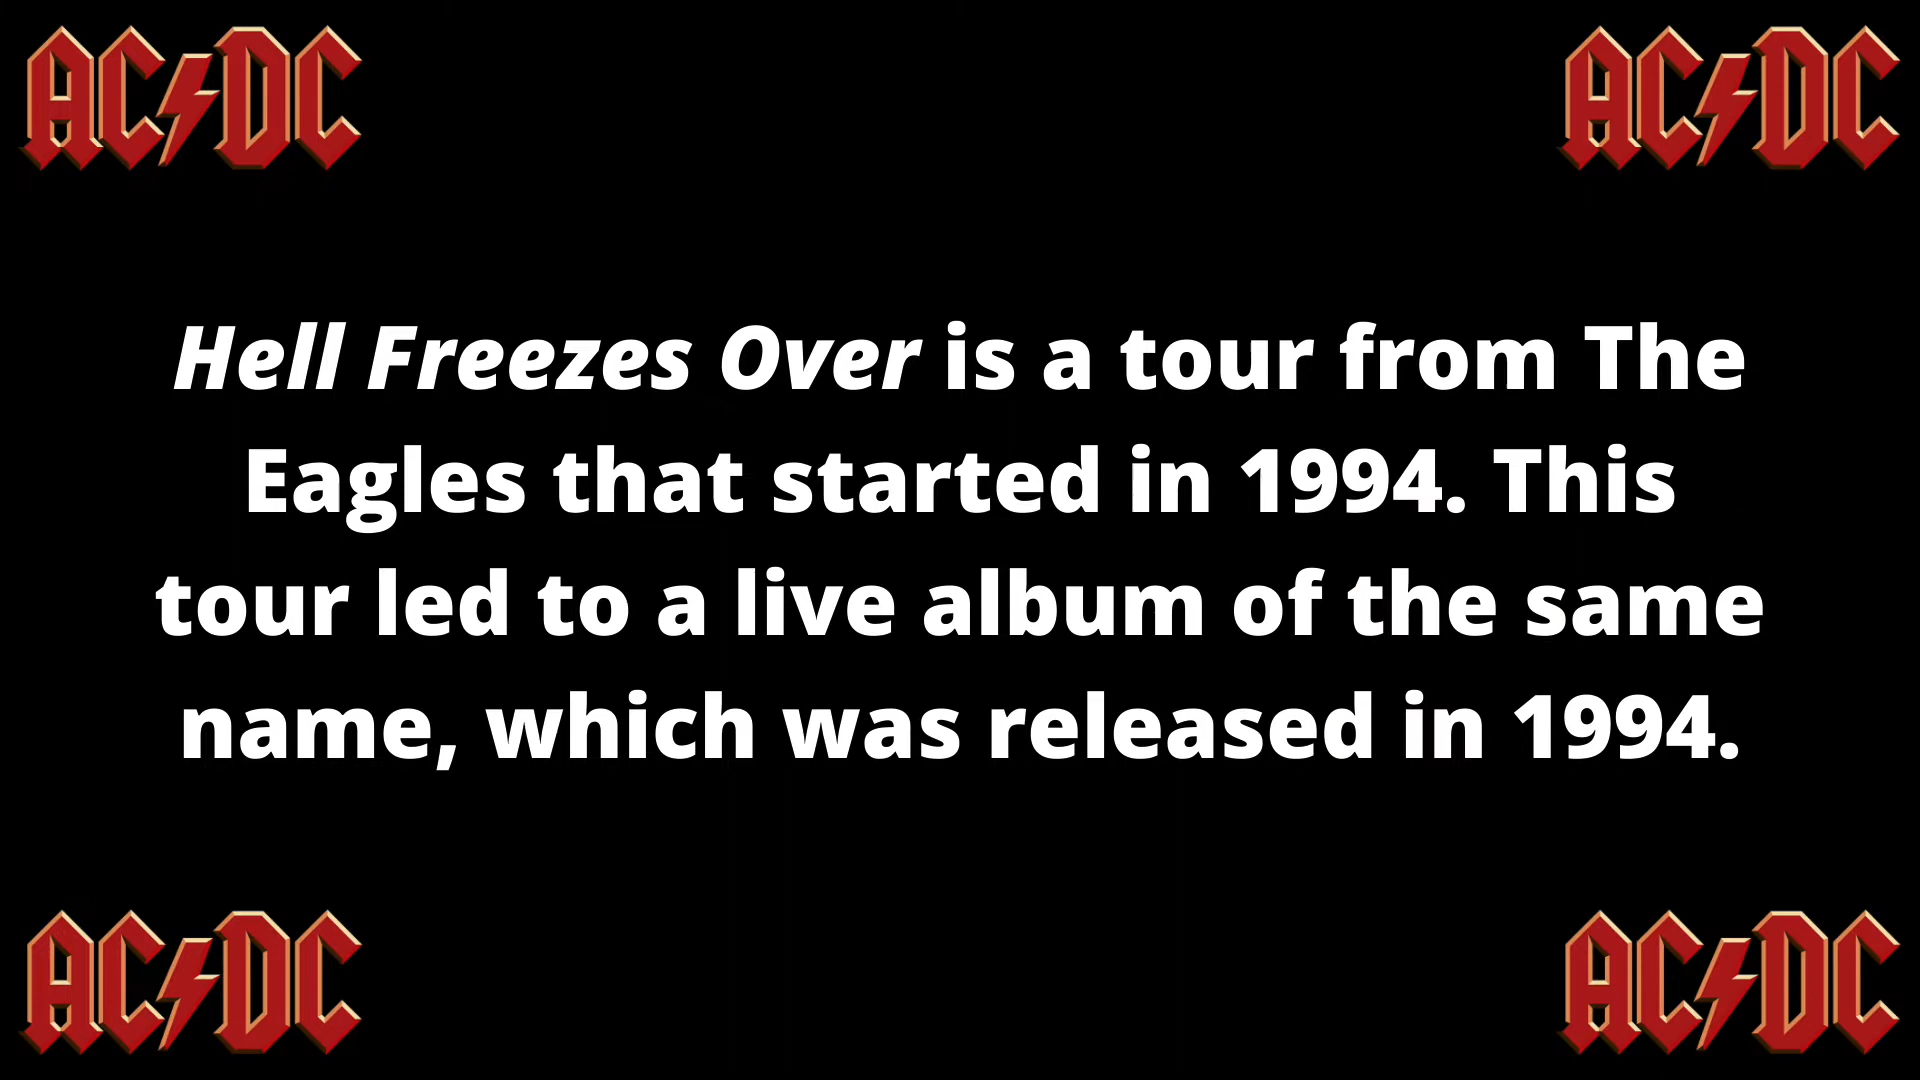 AC⚡DC AC⚡DC
Hell Freezes Over is a tour from The
Eagles that started in 1994. This
tour led to a live album of the same
name, which was released in 1994.
AC⚡DC AC⚡DC